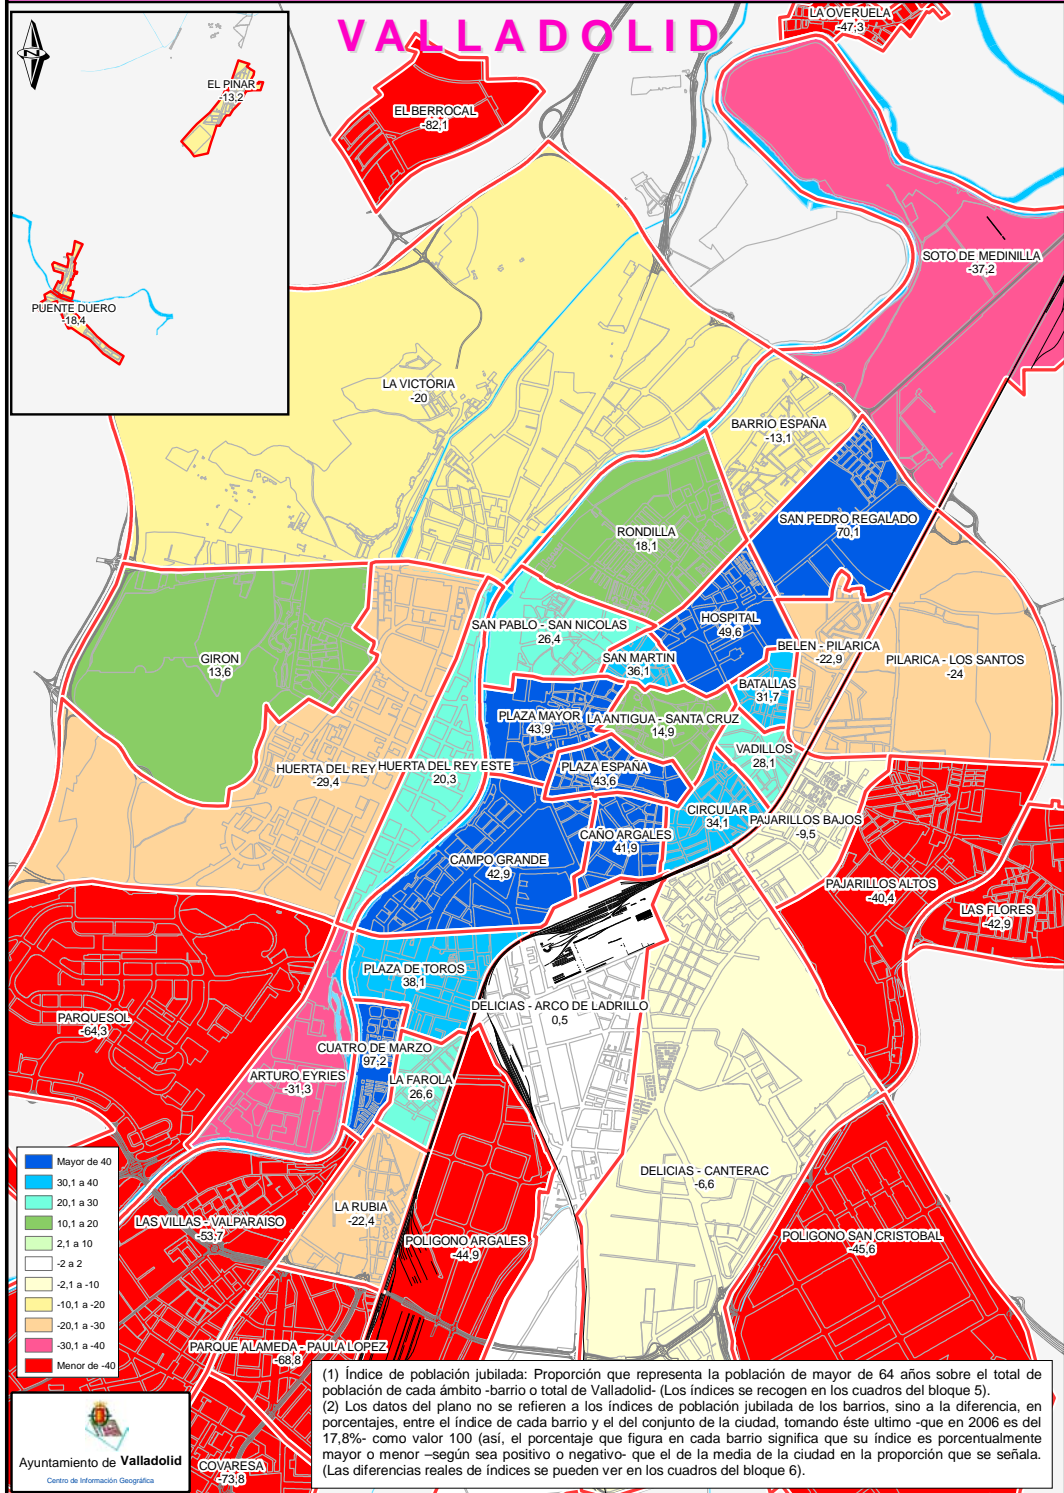 VALLADOLID
LA OVERUELA
-47,3
EL PINAR
-13,2
EL BERROCAL
-82,1
SOTO DE MEDINILLA
-37,2
PUENTE DUERO
-18,4
LA VICTORIA
-20
BARRIO ESPAÑA
-13,1
SAN PEDRO REGALADO
70,1
RONDILLA
18,1
SAN PABLO - SAN NICOLAS
26,4
HOSPITAL
49,6
BELEN - PILARICA
-22,9
PILARICA - LOS SANTOS
-24
GIRON
13,6
SAN MARTIN
36,1
BATALLAS
31,7
PLAZA MAYOR
43,9
LA ANTIGUA - SANTA CRUZ
14,9
VADILLOS
28,1
HUERTA DEL REY
-29,4
HUERTA DEL REY ESTE
20,3
PLAZA ESPAÑA
43,6
CIRCULAR
34,1
PAJARILLOS BAJOS
-9,5
CAÑO ARGALES
41,9
CAMPO GRANDE
42,9
PAJARILLOS ALTOS
-40,4
LAS FLORES
-42,9
PLAZA DE TOROS
38,1
DELICIAS - ARCO DE LADRILLO
0,5
PARQUESOL
-64,3
CUATRO DE MARZO
97,2
ARTURO EYRIES
-31,3
LA FAROLA
26,6
DELICIAS - CANTERAC
-6,6
LA RUBIA
-22,4
LAS VILLAS - VALPARAISO
-53,7
POLIGONO ARGALES
-44,9
POLIGONO SAN CRISTOBAL
-45,6
PARQUE ALAMEDA - PAULA LOPEZ
-68,8
COVARESA
-73,8
Mayor de 40
30,1 a 40
20,1 a 30
10,1 a 20
2,1 a 10
-2 a 2
-2,1 a -10
-10,1 a -20
-20,1 a -30
-30,1 a -40
Menor de -40
Ayuntamiento de Valladolid
Centro de Información Geográfica
(1) Índice de población jubilada: Proporción que representa la población de mayor de 64 años sobre el total de
población de cada ámbito -barrio o total de Valladolid- (Los índices se recogen en los cuadros del bloque 5).
(2) Los datos del plano no se refieren a los índices de población jubilada de los barrios, sino a la diferencia, en
porcentajes, entre el índice de cada barrio y el del conjunto de la ciudad, tomando éste ultimo -que en 2006 es del
17,8%- como valor 100 (así, el porcentaje que figura en cada barrio significa que su índice es porcentualmente
mayor o menor –según sea positivo o negativo- que el de la media de la ciudad en la proporción que se señala.
(Las diferencias reales de índices se pueden ver en los cuadros del bloque 6).